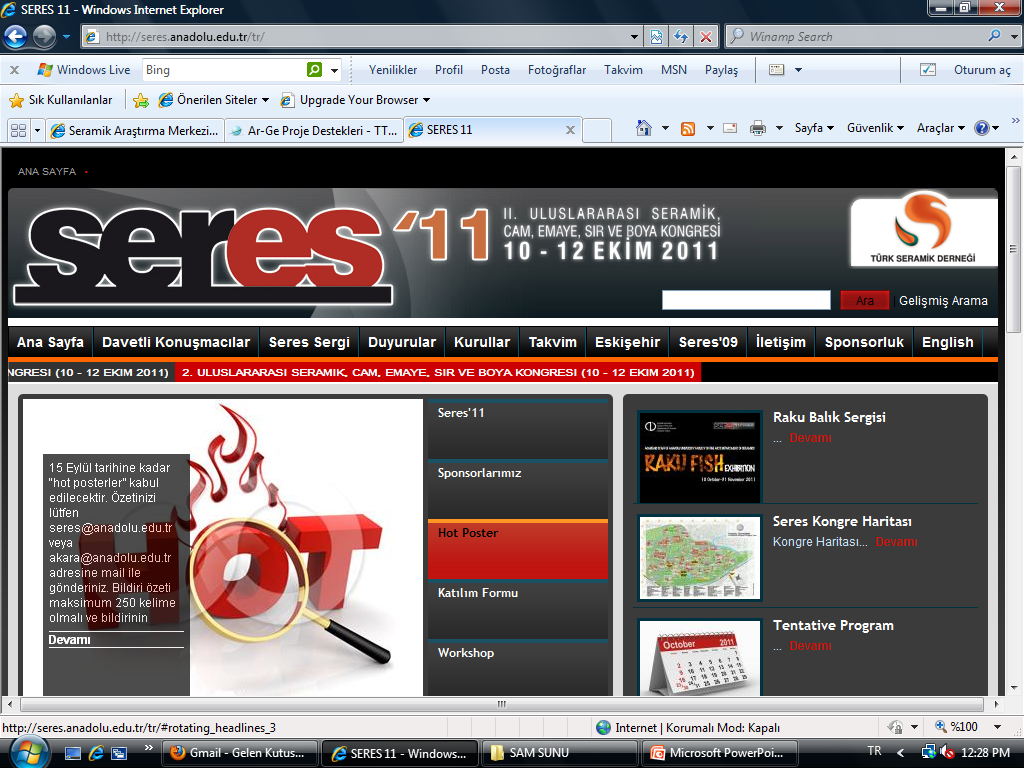 SERES 11 - Windows Internet Explorer
http://seres.anadolu.edu.tr/tr/
Winamp Search
Windows Live
Bing
Yenilikler
Profil
Posta
Fotoğraflar
Takvim
MSN
Paylaş
Oturum aç
Sık Kullanılanlar
Önerilen Siteler
Upgrade Your Browser
Seramik Araştırma Merkezi...
Ar-Ge Proje Destekleri - TT...
SERES 11
Sayfa
Güvenlik
Araçlar
ANA SAYFA
seres '11
II. ULUSLARARASI SERAMİK,
CAM, EMAYE, SIR VE BOYA KONGRESİ
10 - 12 EKİM 2011
TÜRK SERAMİK DERNEĞİ
Ara
Gelişmiş Arama
Ana Sayfa
Davetli Konuşmacılar
Seres Sergi
Duyurular
Kurullar
Takvim
Eskişehir
Seres'09
İletişim
Sponsorluk
English
NGRESI (10 - 12 EKIM 2011)
2. ULUSLARARASI SERAMIK, CAM, EMAYE, SIR VE BOYA KONGRESI (10 - 12 EKIM 2011)
HOT
15 Eylül tarihine kadar
"hot posterler" kabul
edilecektir. Özetinizi
lütfen
seres@anadolu.edu.tr
veya
akara@anadolu.edu.tr
adresine mail ile
gönderiniz. Bildiri özeti
maksimum 250 kelime
olmalı ve bildirinin
Devamı
Seres'11
Sponsorlarımız
Hot Poster
Katılım Formu
Workshop
RAKU FISH EXHIBITION
10 October-01 November 2011
Raku Balık Sergisi
... Devamı
Seres Kongre Haritası
Kongre Haritası... Devamı
October 2011
Tentative Program
... Devamı
http://seres.anadolu.edu.tr/tr/#rotating_headlines_3
Internet | Korumalı Mod: Kapalı
%100
Gmail - Gelen Kutus...
SERES 11 - Windows...
SAM SUNU
Microsoft PowerPoi...
TR
12:28 PM